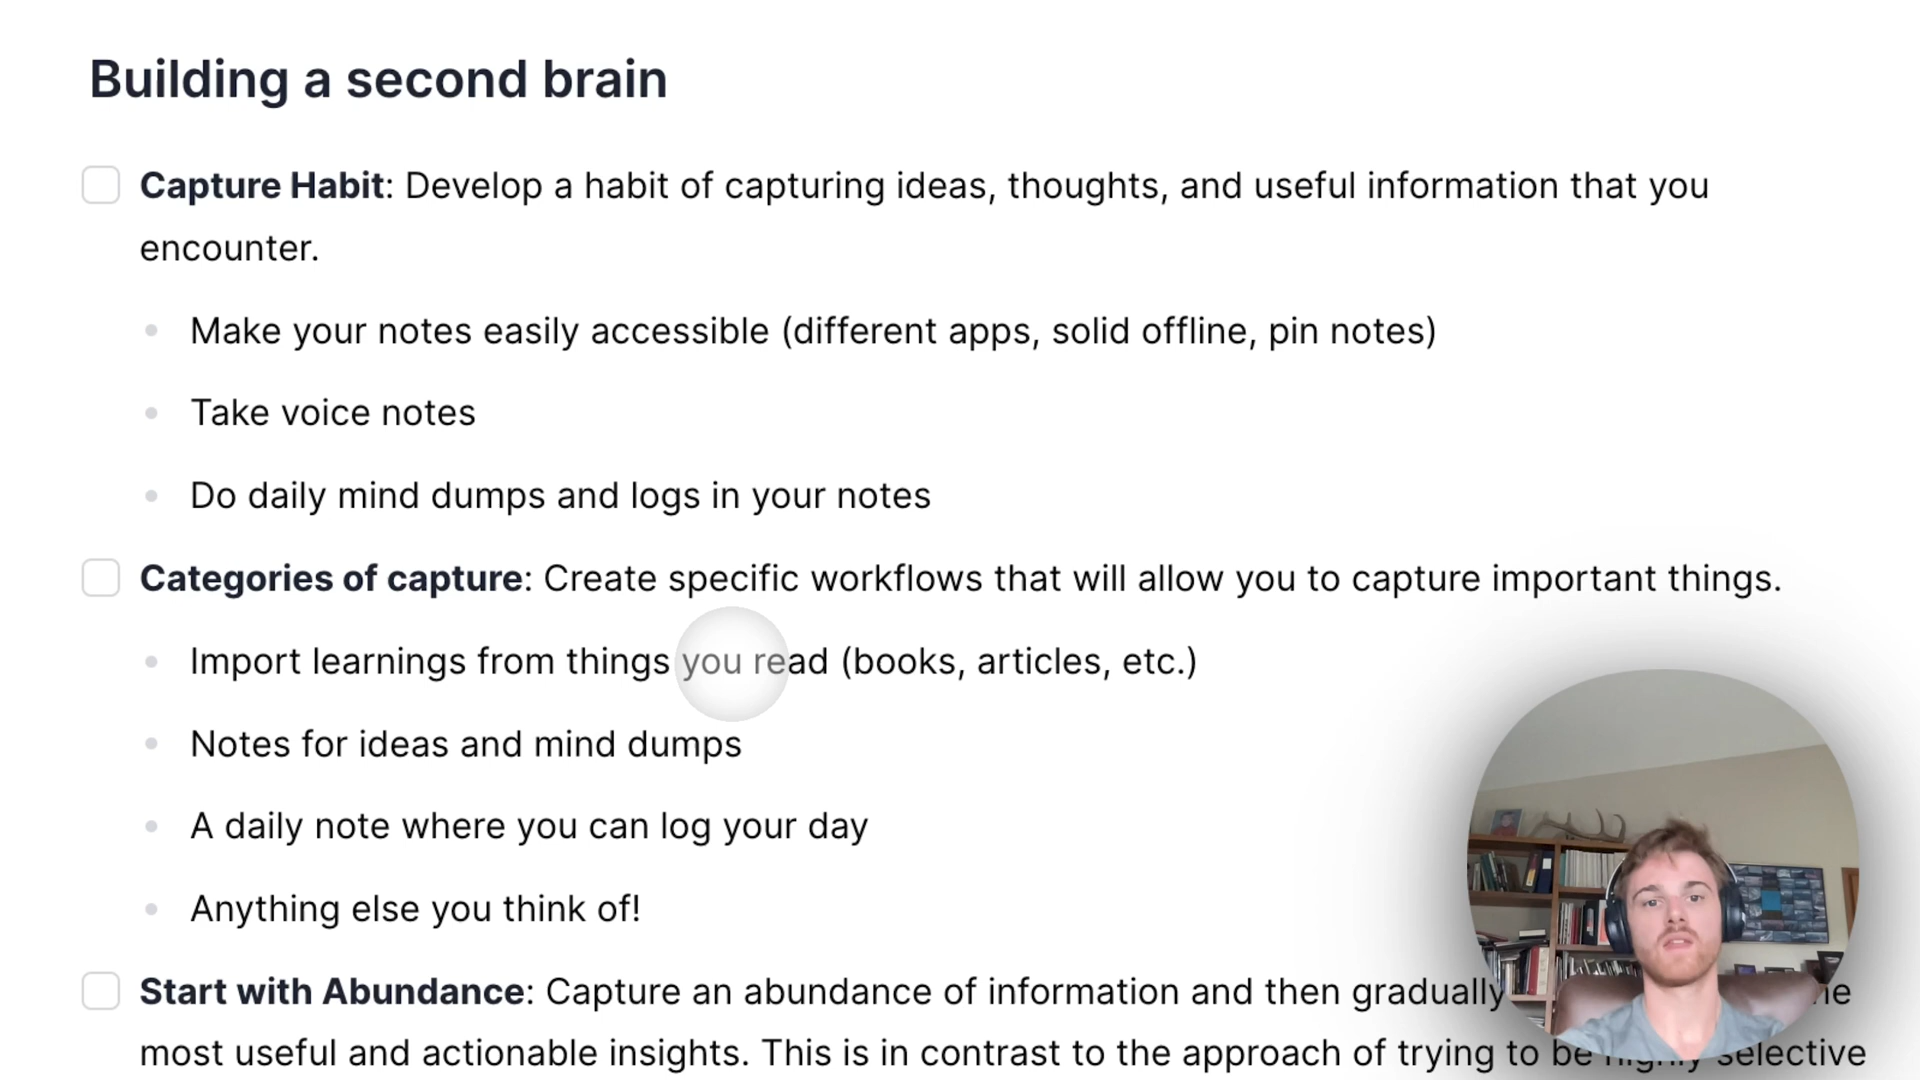 Building a second brain
Capture Habit: Develop a habit of capturing ideas, thoughts, and useful information that you
encounter.
Make your notes easily accessible (different apps, solid offline, pin notes)
Take voice notes
Do daily mind dumps and logs in your notes
Categories of capture: Create specific workflows that will allow you to capture important things.
Import learnings from things you read (books, articles, etc.)
Notes for ideas and mind dumps
A daily note where you can log your day
Anything else you think of!
Start with Abundance: Capture an abundance of information and then gradually
most useful and actionable insights. This is in contrast to the approach of trying to be highly selective